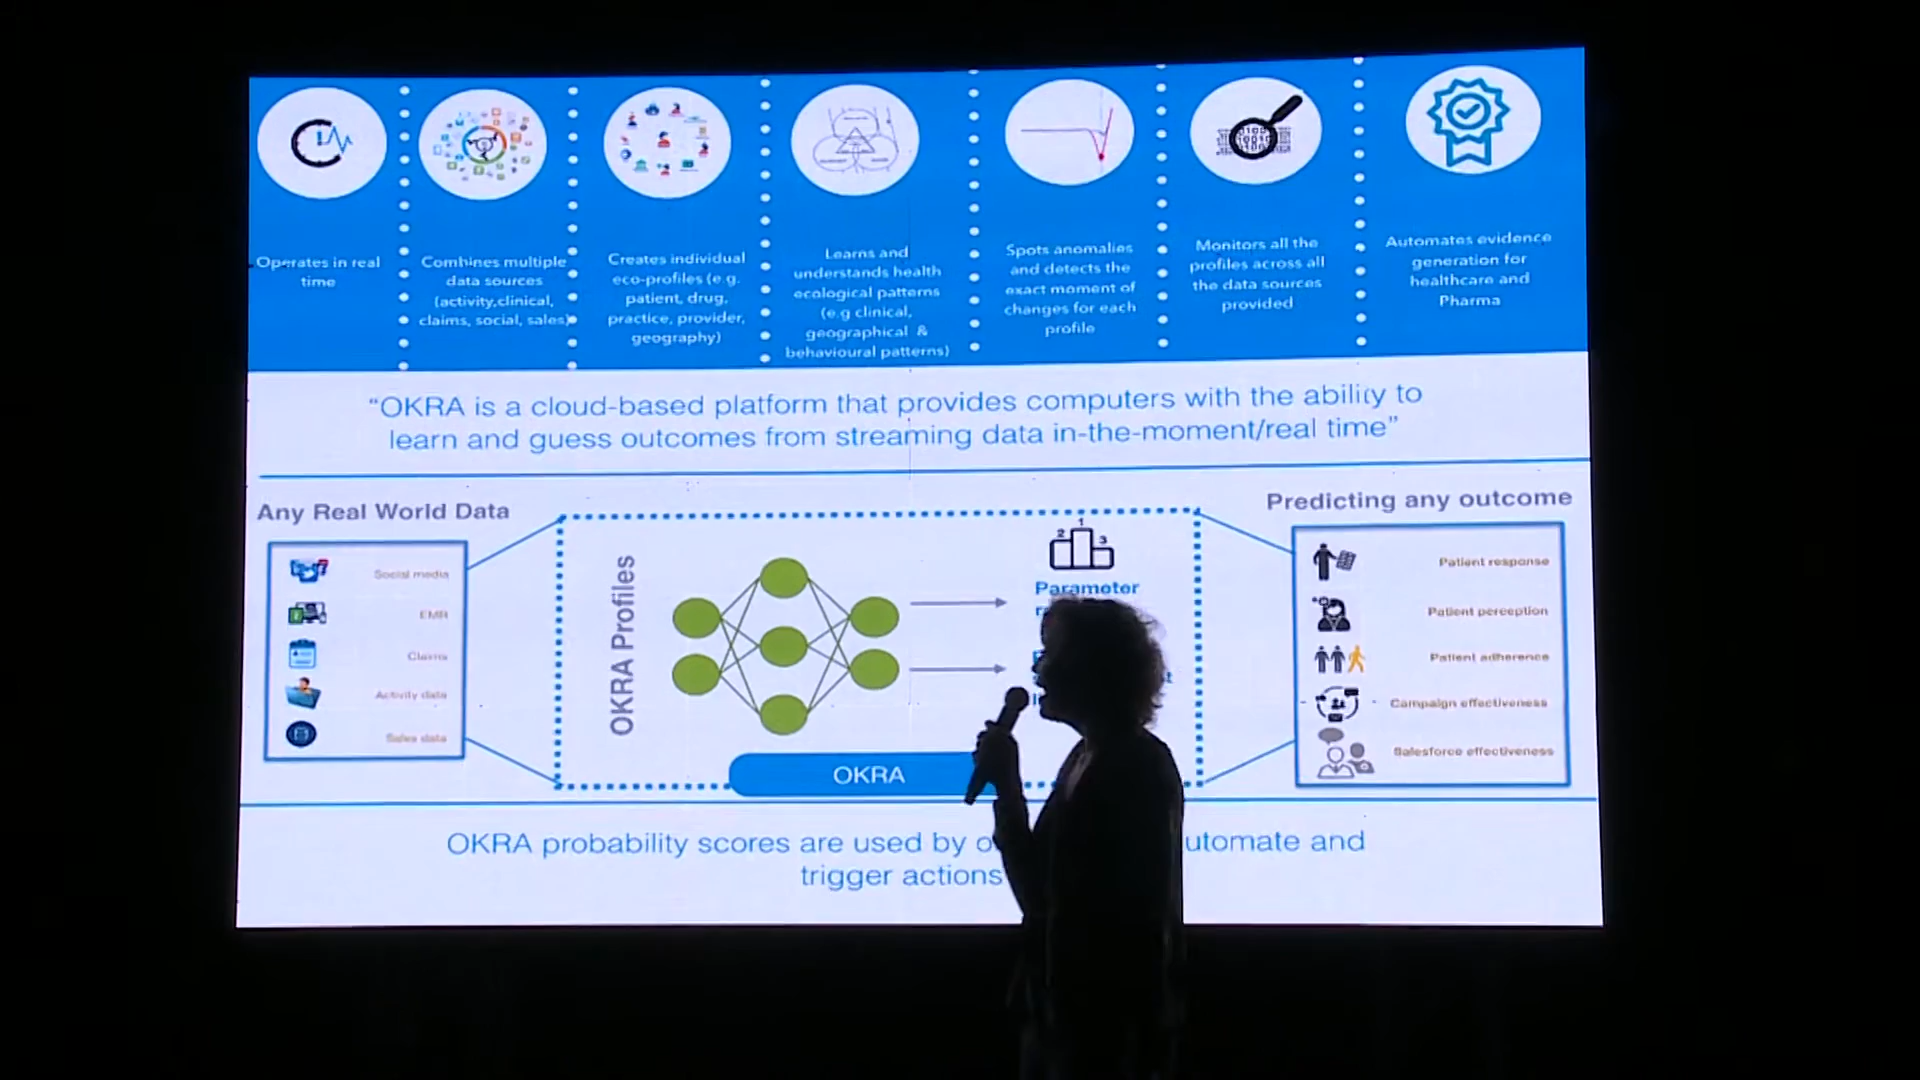 Operates in real
time
Combines multiple
data sources
(activity,clinical,
claims, social, sales)
Creates individual
eco-profiles (e.g.
patient, drug,
practice, provider,
geography)
Learns and
understands health
ecological patterns
(e.g clinical,
geographical &
behavioural patterns)
Spots anomalies
and detects the
exact moment of
changes for each
profile
Monitors all the
profiles across all
the data sources
provided
Automates evidence
generation for
healthcare and
Pharma
“OKRA is a cloud-based platform that provides computers with the ability to
learn and guess outcomes from streaming data in-the-moment/real time”
Any Real World Data
Social media
EMR
Claims
Activity data
Sales data
OKRA Profiles
2 1 3
Parameter
OKRA
Predicting any outcome
Patient response
Patient perception
Patient adherence
Campaign effectiveness
Salesforce effectiveness
OKRA probability scores are used by o utomate and
trigger actions